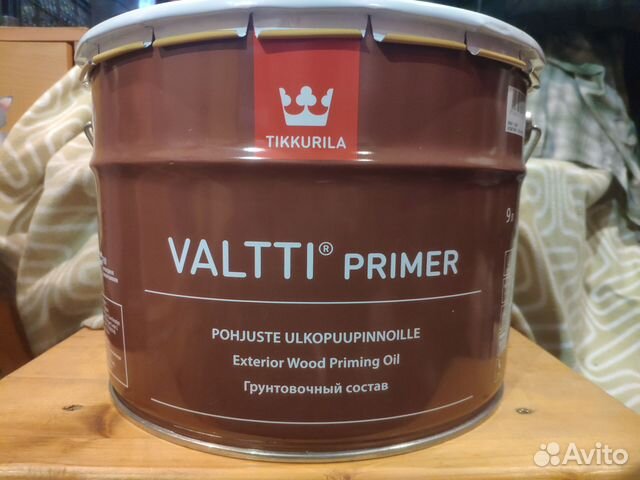 TIKKURILA
9 л
VALTTI® PRIMER
POHJUSTE ULKOPUUPINNOILLE
Exterior Wood Priming Oil
Грунтовочный состав
Avito